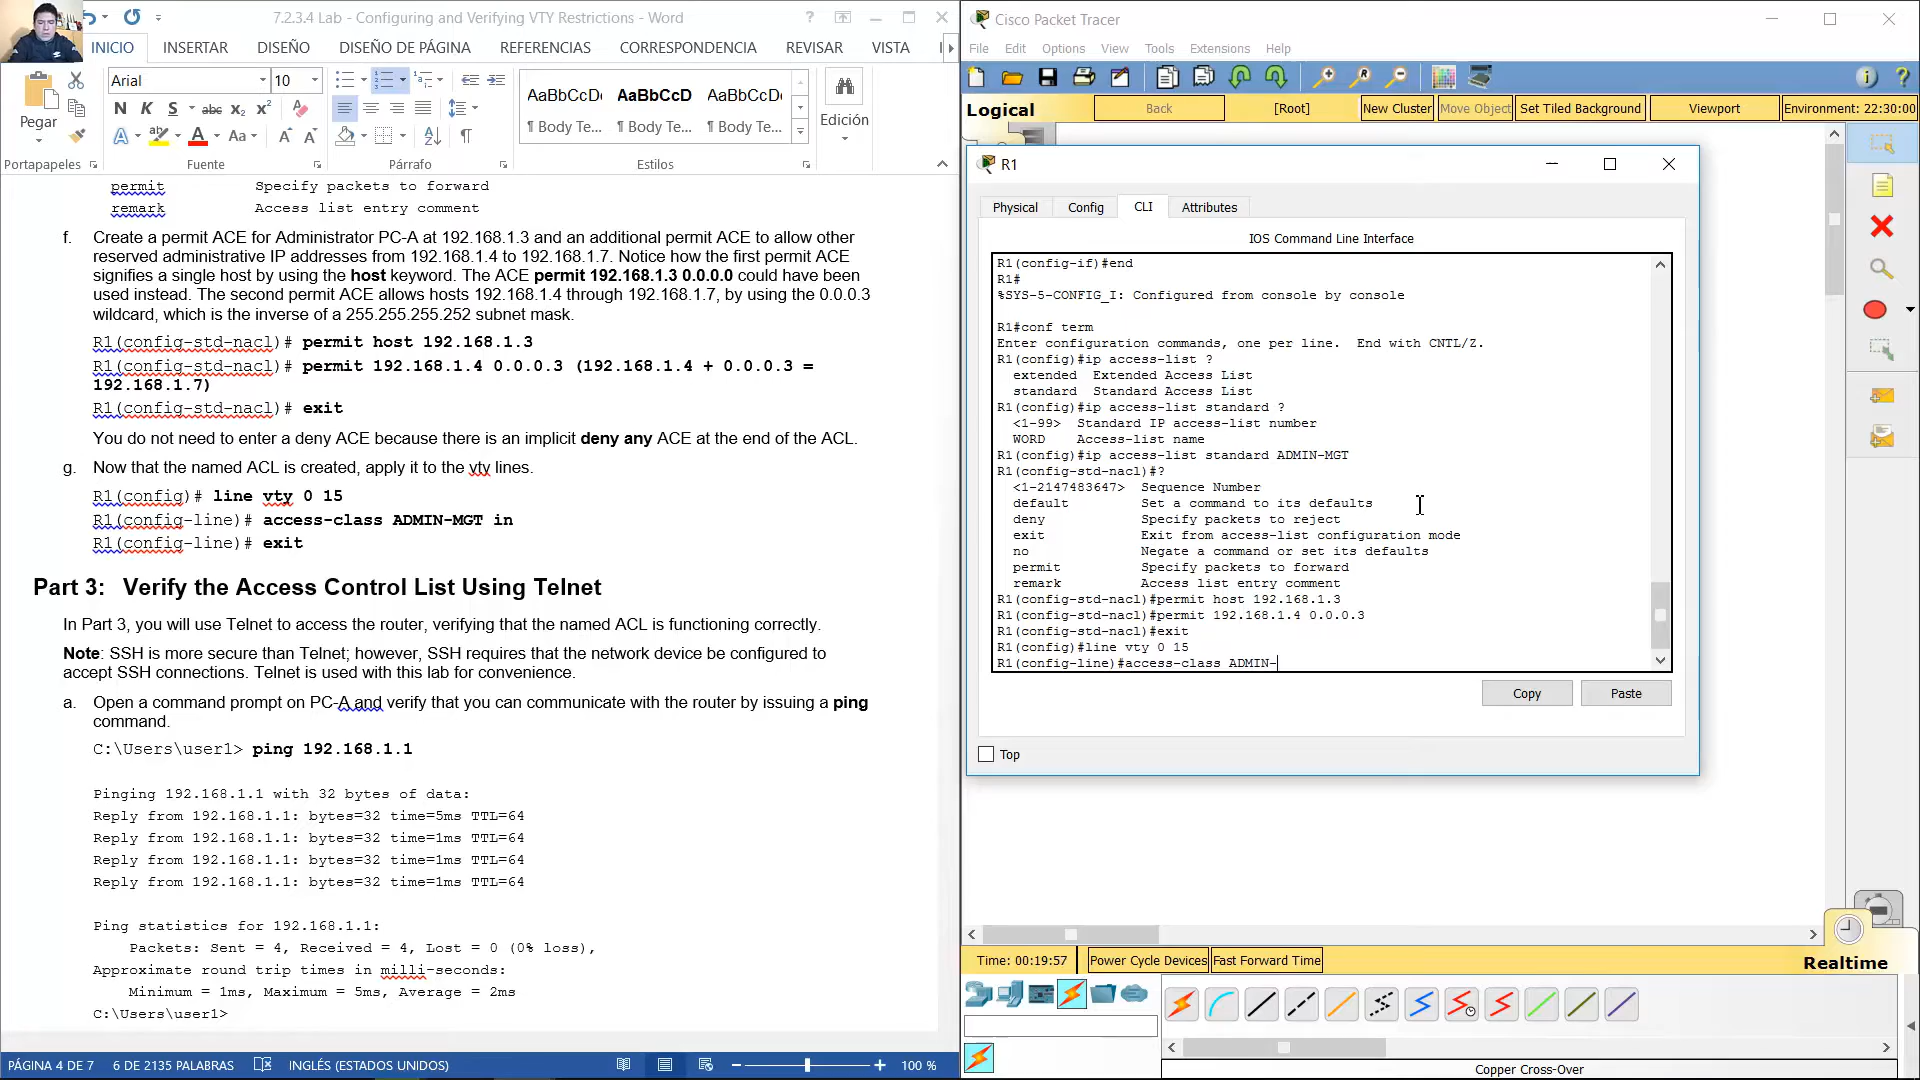 7.2.3.4 Lab - Configuring and Verifying VTY Restrictions - Word
INICIO INSERTAR DISEÑO DISEÑO DE PÁGINA REFERENCIAS CORRESPONDENCIA REVISAR VISTA
Pegar
Arial 10
N K S abc x₂ x²
A A Aa A A
AaBbCcDc AaBbCcD AaBbCcDc
¶ Body Te... ¶ Body Te... ¶ Body Te...
Edición
Portapapeles Fuente Párrafo Estilos
permit Specify packets to forward
remark Access list entry comment
f. Create a permit ACE for Administrator PC-A at 192.168.1.3 and an additional permit ACE to allow other
reserved administrative IP addresses from 192.168.1.4 to 192.168.1.7. Notice how the first permit ACE
signifies a single host by using the host keyword. The ACE permit 192.168.1.3 0.0.0.0 could have been
used instead. The second permit ACE allows hosts 192.168.1.4 through 192.168.1.7, by using the 0.0.0.3
wildcard, which is the inverse of a 255.255.255.252 subnet mask.
R1(config-std-nacl)# permit host 192.168.1.3
R1(config-std-nacl)# permit 192.168.1.4 0.0.0.3 (192.168.1.4 + 0.0.0.3 =
192.168.1.7)
R1(config-std-nacl)# exit
You do not need to enter a deny ACE because there is an implicit deny any ACE at the end of the ACL.
g. Now that the named ACL is created, apply it to the vty lines.
R1(config)# line vty 0 15
R1(config-line)# access-class ADMIN-MGT in
R1(config-line)# exit
Part 3: Verify the Access Control List Using Telnet
In Part 3, you will use Telnet to access the router, verifying that the named ACL is functioning correctly.
Note: SSH is more secure than Telnet; however, SSH requires that the network device be configured to
accept SSH connections. Telnet is used with this lab for convenience.
a. Open a command prompt on PC-A and verify that you can communicate with the router by issuing a ping
command.
C:\Users\user1> ping 192.168.1.1
Pinging 192.168.1.1 with 32 bytes of data:
Reply from 192.168.1.1: bytes=32 time=5ms TTL=64
Reply from 192.168.1.1: bytes=32 time=1ms TTL=64
Reply from 192.168.1.1: bytes=32 time=1ms TTL=64
Reply from 192.168.1.1: bytes=32 time=1ms TTL=64
Ping statistics for 192.168.1.1:
Packets: Sent = 4, Received = 4, Lost = 0 (0% loss),
Approximate round trip times in milli-seconds:
Minimum = 1ms, Maximum = 5ms, Average = 2ms
C:\Users\user1>
PÁGINA 4 DE 7 6 DE 2135 PALABRAS INGLÉS (ESTADOS UNIDOS) 100 %
Cisco Packet Tracer
File Edit Options View Tools Extensions Help
Logical Back [Root] New Cluster Move Object Set Tiled Background Viewport Environment: 22:30:00
R1
Physical Config CLI Attributes
IOS Command Line Interface
R1(config-if)#end
R1#
%SYS-5-CONFIG_I: Configured from console by console
R1#conf term
Enter configuration commands, one per line. End with CNTL/Z.
R1(config)#ip access-list ?
extended Extended Access List
standard Standard Access List
R1(config)#ip access-list standard ?
<1-99> Standard IP access-list number
WORD Access-list name
R1(config)#ip access-list standard ADMIN-MGT
R1(config-std-nacl)#?
<1-2147483647> Sequence Number
default Set a command to its defaults
deny Specify packets to reject
exit Exit from access-list configuration mode
no Negate a command or set its defaults
permit Specify packets to forward
remark Access list entry comment
R1(config-std-nacl)#permit host 192.168.1.3
R1(config-std-nacl)#permit 192.168.1.4 0.0.0.3
R1(config-std-nacl)#exit
R1(config)#line vty 0 15
R1(config-line)#access-class ADMIN-
Copy Paste
Top
Time: 00:19:57 Power Cycle Devices Fast Forward Time
Realtime
Copper Cross-Over